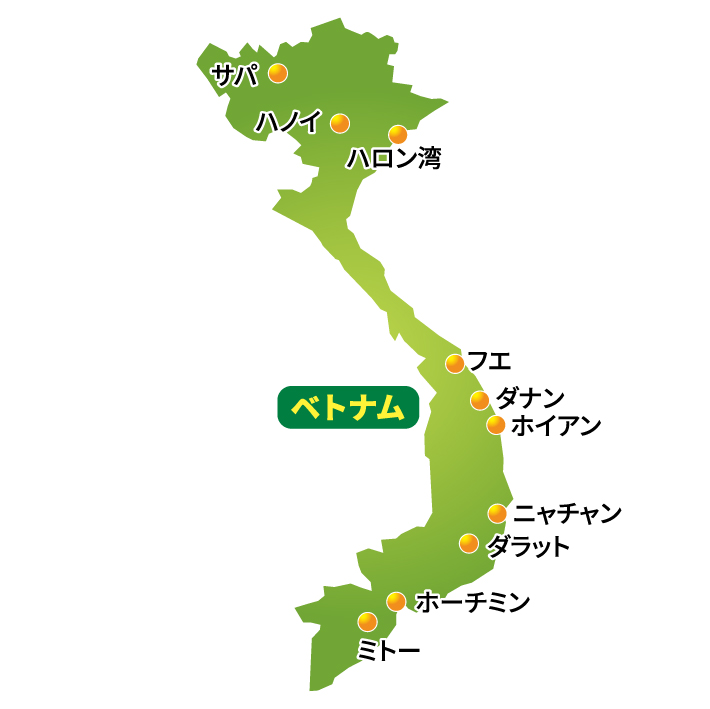 サパ
ハノイ
ハロン湾
フエ
ベトナム
ダナン
ホイアン
ニャチャン
ダラット
ホーチミン
ミトー